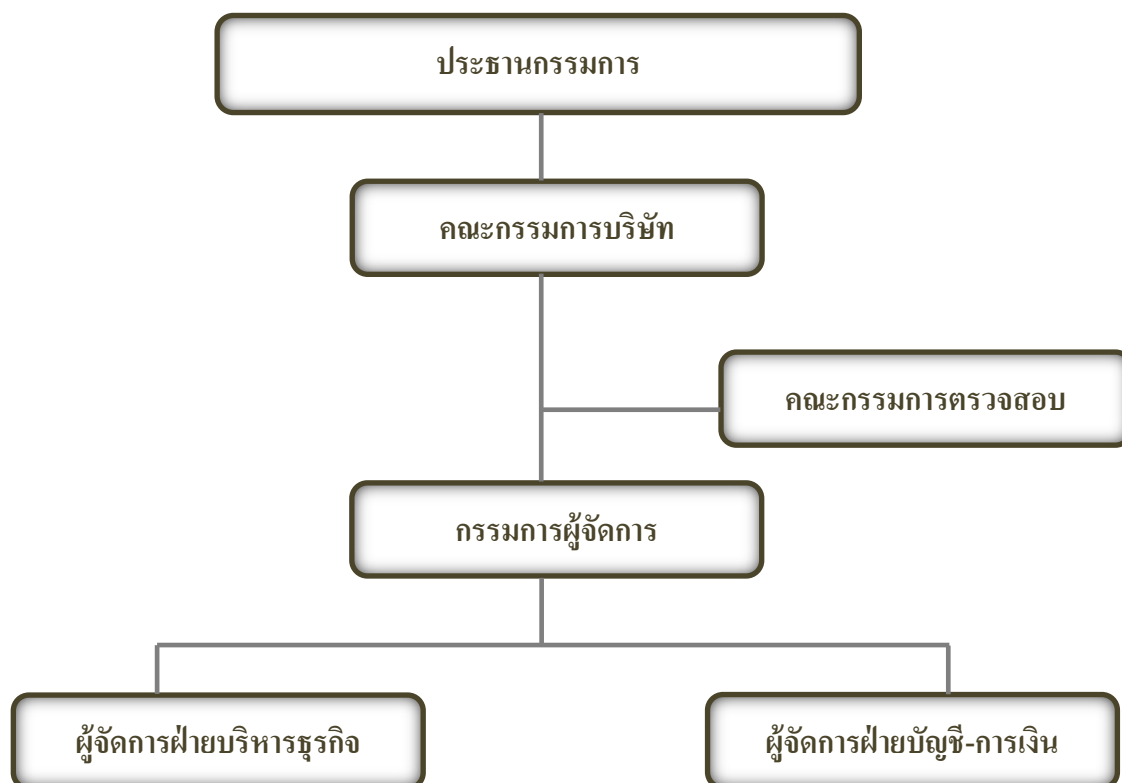 ประธานกรรมการ
คณะกรรมการบริษัท
คณะกรรมการตรวจสอบ
กรรมการผู้จัดการ
ผู้จัดการฝ่ายบริหารธุรกิจ
ผู้จัดการฝ่ายบัญชี-การเงิน